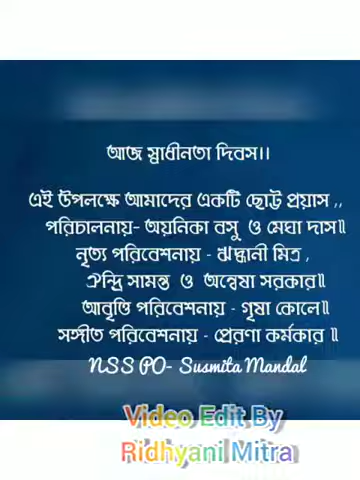 আজ স্বাধীনতা দিবস।।
এই উপলক্ষে আমাদের একটি ছোট্ট প্রয়াস ,,
পরিচালনায়- অয়নিকা বসু ও মেঘা দাস॥
নৃত্য পরিবেশনায় - ঋদ্ধানী মিত্র ,
ঐন্দ্রি সামন্ত ও অন্বেষা সরকার॥
আবৃত্তি পরিবেশনায় - গৃষা কোলে॥
সঙ্গীত পরিবেশনায় - প্রেরণা কর্মকার ॥
NSS PO- Susmita Mandal
Video Edit By
Ridhyani Mitra